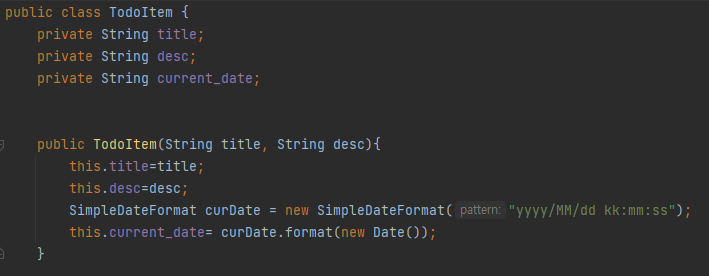 public class TodoItem {
private String title;
private String desc;
private String current_date;
public TodoItem(String title, String desc){
this.title=title;
this.desc=desc;
SimpleDateFormat curDate = new SimpleDateFormat( pattern: "yyyy/MM/dd kk:mm:ss");
this.current_date= curDate.format(new Date());
}